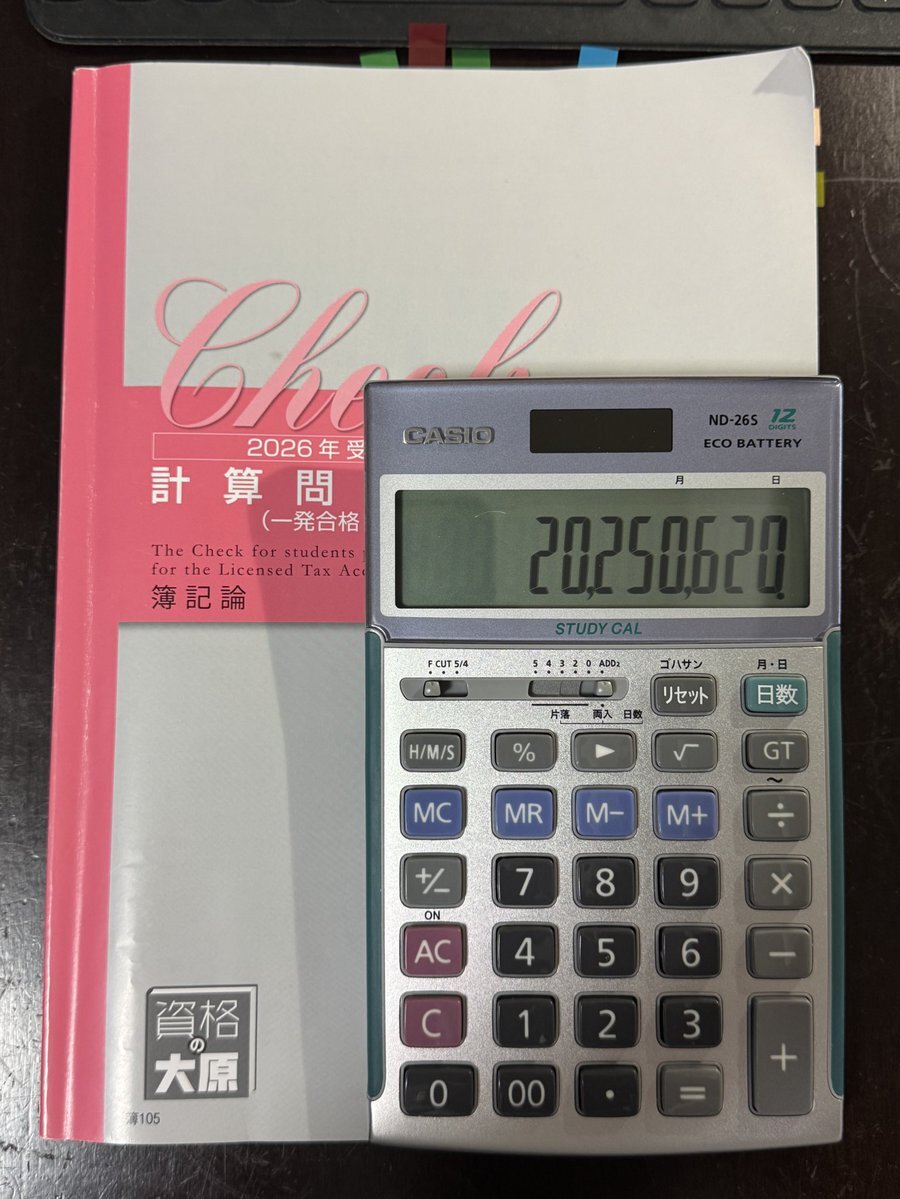 Check
2026年受
計算問
(一発合格
The Check for students
for the Licensed Tax Acc
簿記論
資格
の
大原
簿105
CASIO
ND-26S 12
DIGITS
ECO BATTERY
月 日
20,250,620.
STUDY CAL
F CUT 5/4
5 4 3 2 0 ADD2
ゴハサン
月・日
片落 両入 日数
リセット
日数
H/M/S % ▶ √ GT
~
MC MR M− M+ ÷
+/− 7 8 9 ×
ON
AC 4 5 6 −
C 1 2 3 +
0 00 ・ =